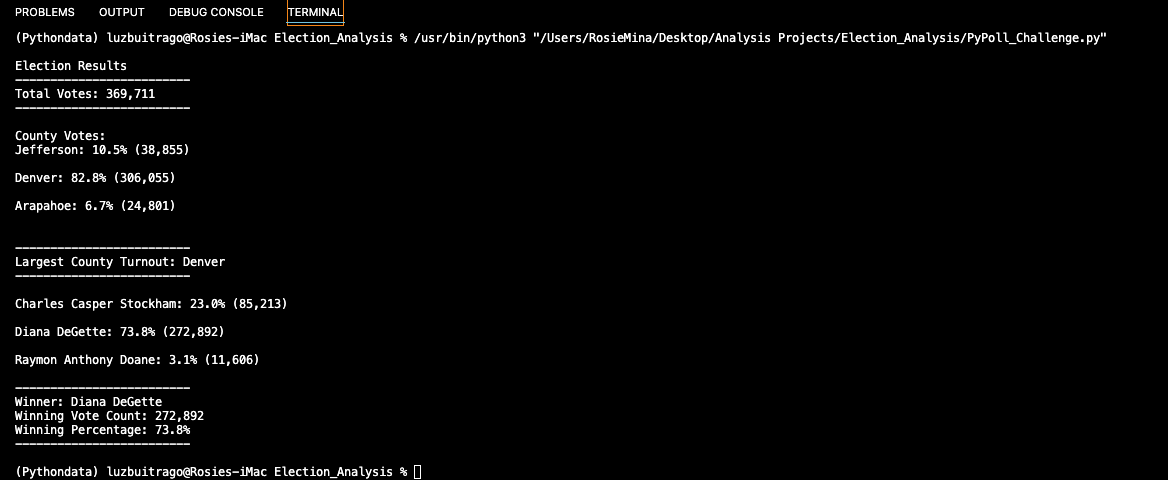 PROBLEMS OUTPUT DEBUG CONSOLE TERMINAL
(Pythondata) luzbuitrago@Rosies-iMac Election_Analysis % /usr/bin/python3 "/Users/RosieMina/Desktop/Analysis Projects/Election_Analysis/PyPoll_Challenge.py"
Election Results
-------------------------
Total Votes: 369,711
-------------------------
County Votes:
Jefferson: 10.5% (38,855)
Denver: 82.8% (306,055)
Arapahoe: 6.7% (24,801)
-------------------------
Largest County Turnout: Denver
-------------------------
Charles Casper Stockham: 23.0% (85,213)
Diana DeGette: 73.8% (272,892)
Raymon Anthony Doane: 3.1% (11,606)
-------------------------
Winner: Diana DeGette
Winning Vote Count: 272,892
Winning Percentage: 73.8%
-------------------------
(Pythondata) luzbuitrago@Rosies-iMac Election_Analysis %